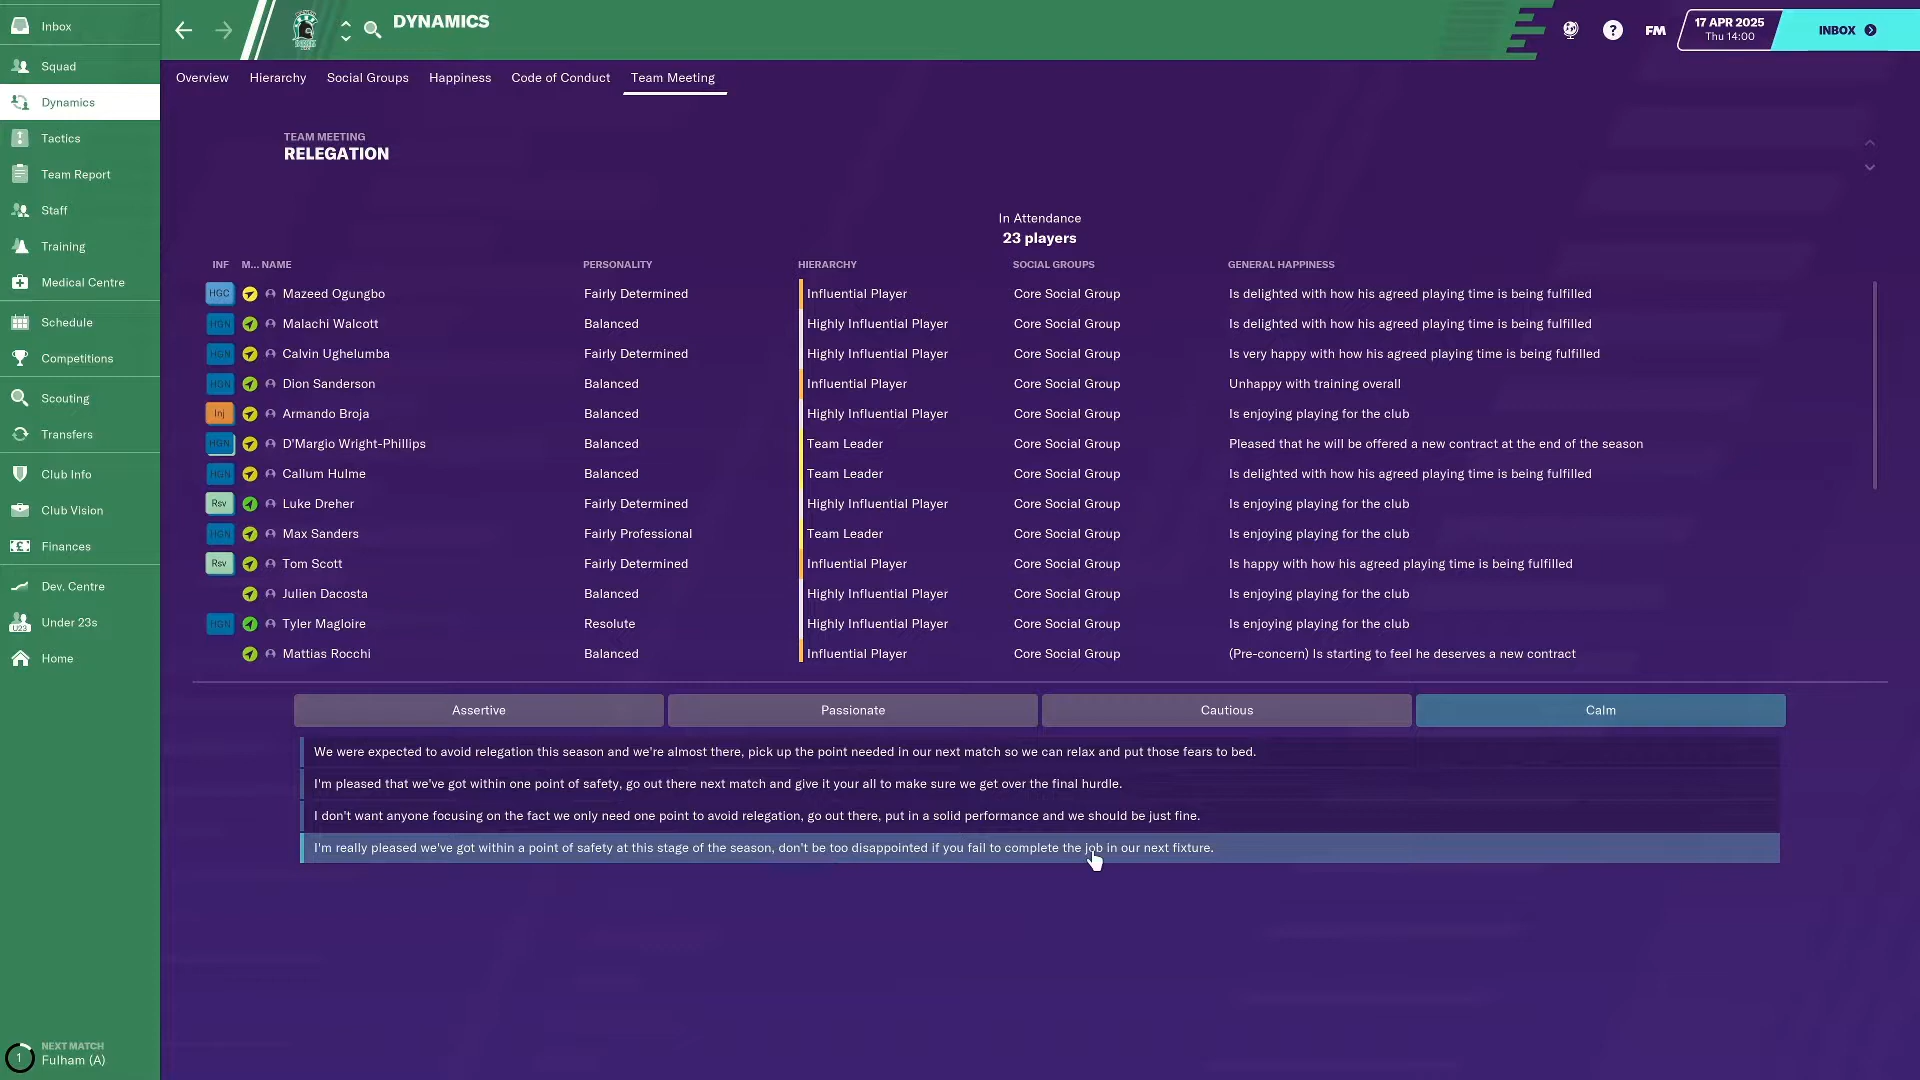 DYNAMICS
FM
17 APR 2025
Thu 14:00
INBOX
Inbox
Squad
Dynamics
Tactics
Team Report
Staff
Training
Medical Centre
Schedule
Competitions
Scouting
Transfers
Club Info
Club Vision
Finances
Dev. Centre
U23 Under 23s
Home
1
NEXT MATCH
Fulham (A)
Overview Hierarchy Social Groups Happiness Code of Conduct Team Meeting
TEAM MEETING
RELEGATION
In Attendance
23 players
INF M... NAME PERSONALITY HIERARCHY SOCIAL GROUPS GENERAL HAPPINESS
HGC Mazeed Ogungbo Fairly Determined Influential Player Core Social Group Is delighted with how his agreed playing time is being fulfilled
HGN Malachi Walcott Balanced Highly Influential Player Core Social Group Is delighted with how his agreed playing time is being fulfilled
HGN Calvin Ughelumba Fairly Determined Highly Influential Player Core Social Group Is very happy with how his agreed playing time is being fulfilled
HGN Dion Sanderson Balanced Influential Player Core Social Group Unhappy with training overall
Inj Armando Broja Balanced Highly Influential Player Core Social Group Is enjoying playing for the club
HGN D'Margio Wright-Phillips Balanced Team Leader Core Social Group Pleased that he will be offered a new contract at the end of the season
HGN Callum Hulme Balanced Team Leader Core Social Group Is delighted with how his agreed playing time is being fulfilled
Rsv Luke Dreher Fairly Determined Highly Influential Player Core Social Group Is enjoying playing for the club
HGN Max Sanders Fairly Professional Team Leader Core Social Group Is enjoying playing for the club
Rsv Tom Scott Fairly Determined Influential Player Core Social Group Is happy with how his agreed playing time is being fulfilled
Julien Dacosta Balanced Highly Influential Player Core Social Group Is enjoying playing for the club
HGN Tyler Magloire Resolute Highly Influential Player Core Social Group Is enjoying playing for the club
Mattias Rocchi Balanced Influential Player Core Social Group (Pre-concern) Is starting to feel he deserves a new contract
Assertive Passionate Cautious Calm
We were expected to avoid relegation this season and we're almost there, pick up the point needed in our next match so we can relax and put those fears to bed.
I'm pleased that we've got within one point of safety, go out there next match and give it your all to make sure we get over the final hurdle.
I don't want anyone focusing on the fact we only need one point to avoid relegation, go out there, put in a solid performance and we should be just fine.
I'm really pleased we've got within a point of safety at this stage of the season, don't be too disappointed if you fail to complete the job in our next fixture.